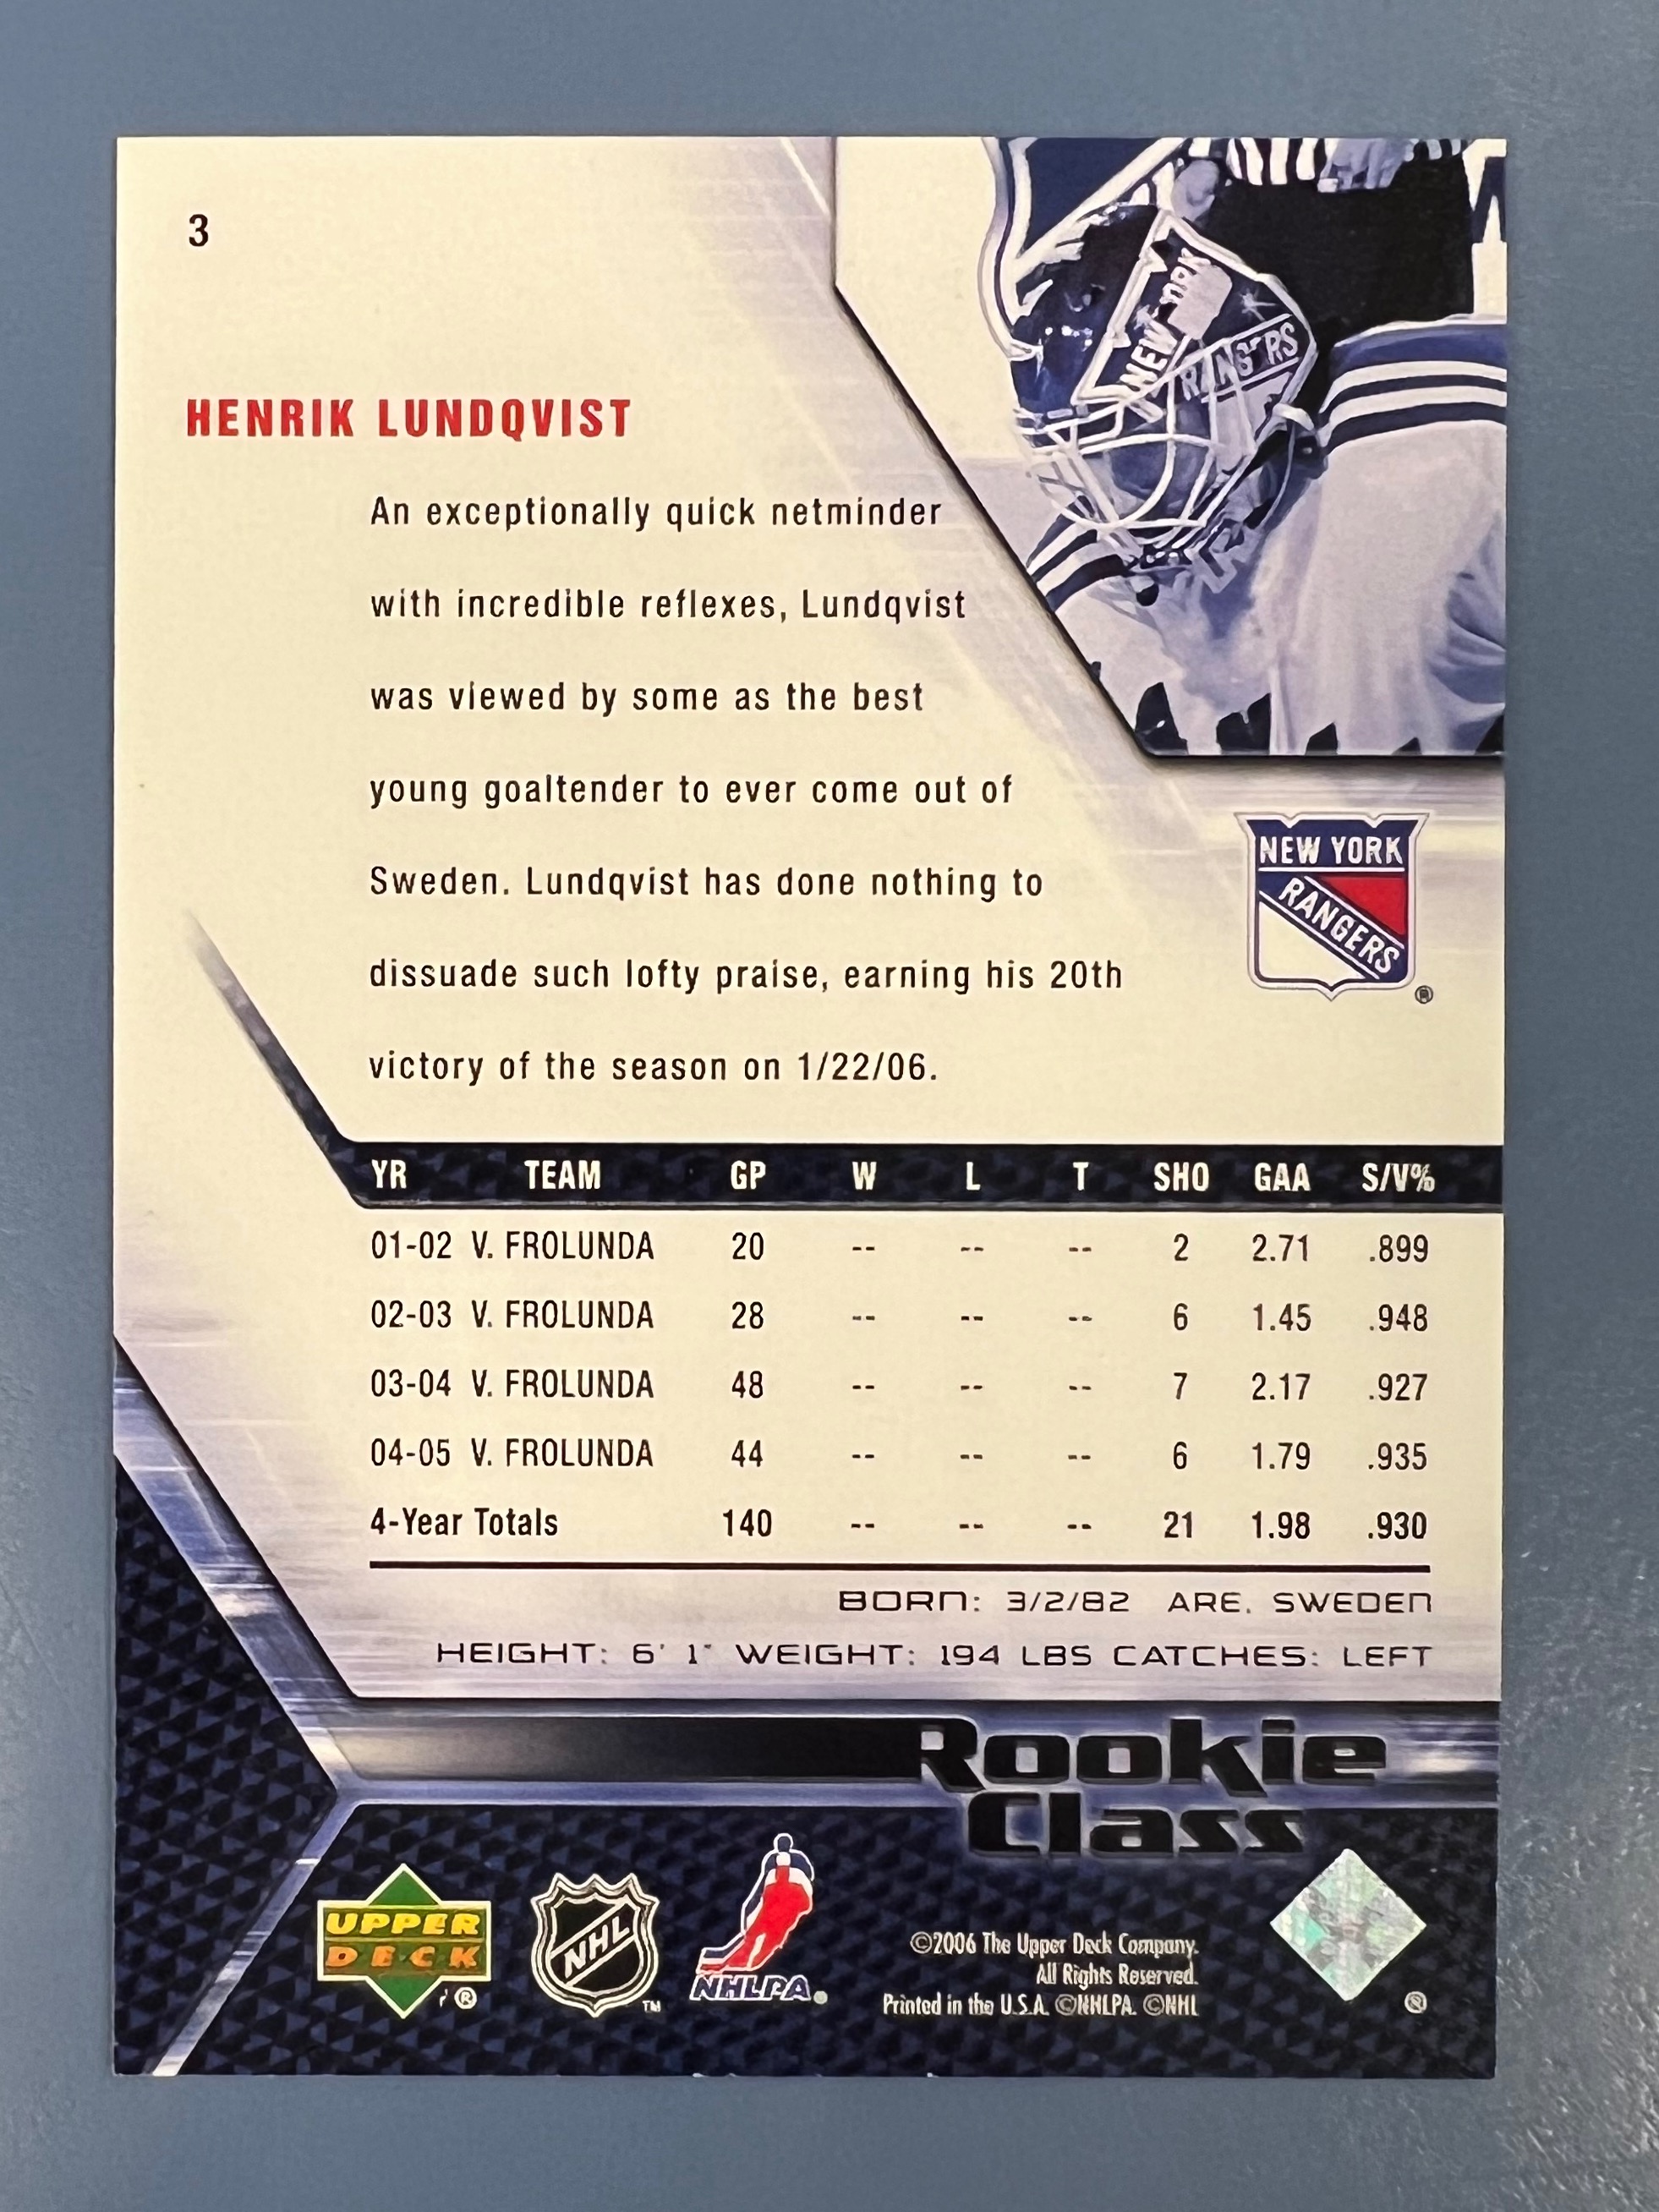 3
NEW YORK
RANGERS
HENRIK LUNDQVIST
An exceptionally quick netminder
with incredible reflexes, Lundqvist
was viewed by some as the best
young goaltender to ever come out of
Sweden. Lundqvist has done nothing to
dissuade such lofty praise, earning his 20th
victory of the season on 1/22/06.
NEW YORK
RANGERS
®
YR TEAM GP W L T SHO GAA S/V%
01-02 V. FROLUNDA 20 -- -- -- 2 2.71 .899
02-03 V. FROLUNDA 28 -- -- -- 6 1.45 .948
03-04 V. FROLUNDA 48 -- -- -- 7 2.17 .927
04-05 V. FROLUNDA 44 -- -- -- 6 1.79 .935
4-Year Totals 140 -- -- -- 21 1.98 .930
BORN: 3/2/82 ARE, SWEDEN
HEIGHT: 6' 1" WEIGHT: 194 LBS CATCHES: LEFT
Rookie
Class
UPPER
DECK
®
NHL
TM
NHLPA®
©2006 The Upper Deck Company.
All Rights Reserved.
Printed in the U.S.A. ©NHLPA. ©NHL
®